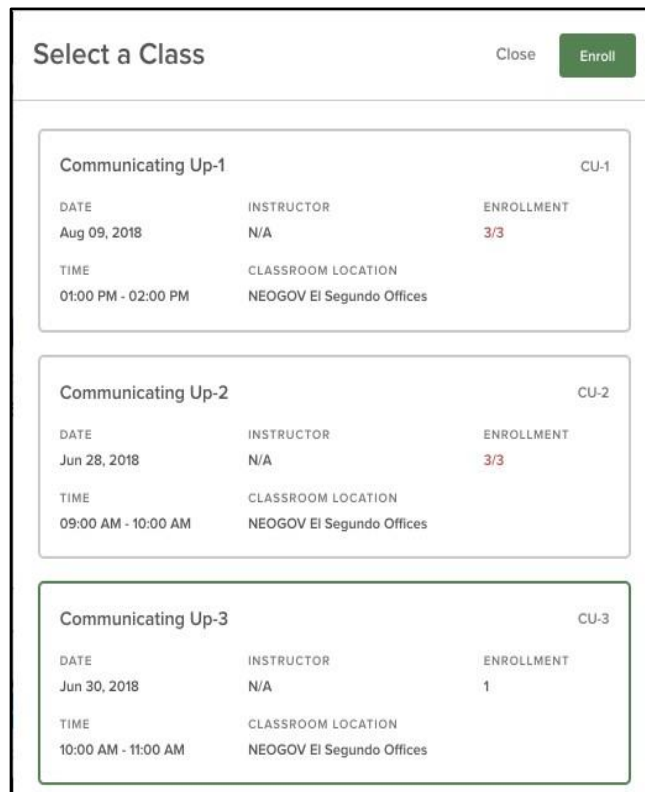 Select a Class Close Enroll
Communicating Up-1 CU-1
DATE INSTRUCTOR ENROLLMENT
Aug 09, 2018 N/A 3/3
TIME CLASSROOM LOCATION
01:00 PM - 02:00 PM NEOGOV El Segundo Offices
Communicating Up-2 CU-2
DATE INSTRUCTOR ENROLLMENT
Jun 28, 2018 N/A 3/3
TIME CLASSROOM LOCATION
09:00 AM - 10:00 AM NEOGOV El Segundo Offices
Communicating Up-3 CU-3
DATE INSTRUCTOR ENROLLMENT
Jun 30, 2018 N/A 1
TIME CLASSROOM LOCATION
10:00 AM - 11:00 AM NEOGOV El Segundo Offices